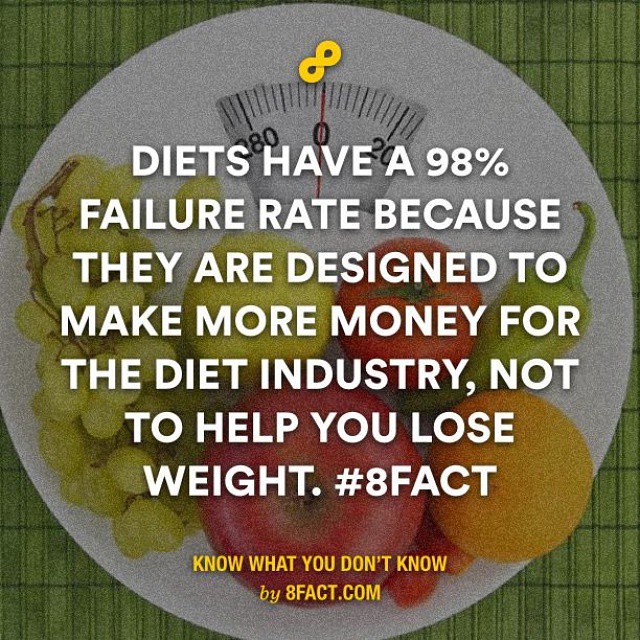 380 0 20
DIETS HAVE A 98%
FAILURE RATE BECAUSE
THEY ARE DESIGNED TO
MAKE MORE MONEY FOR
THE DIET INDUSTRY, NOT
TO HELP YOU LOSE
WEIGHT. #8FACT
KNOW WHAT YOU DON'T KNOW
by 8FACT.COM